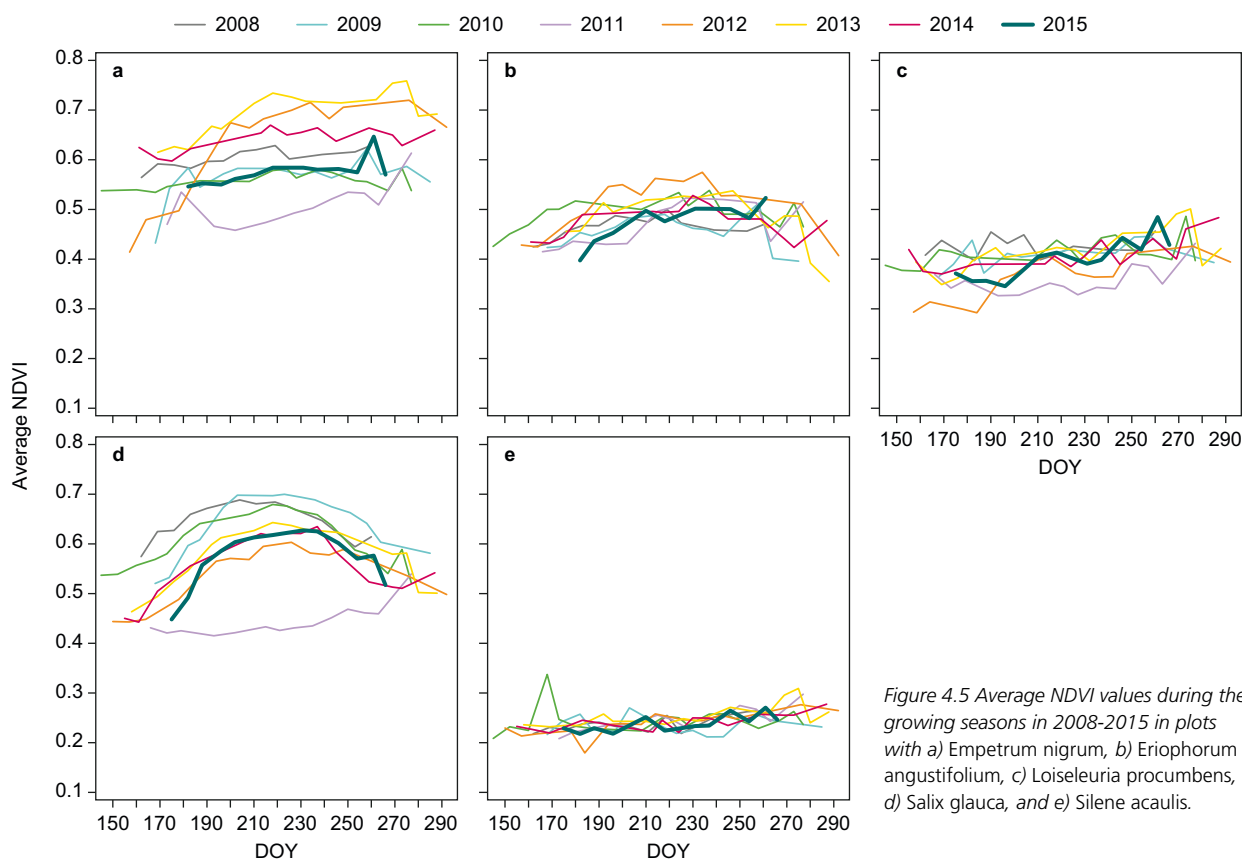 2008 2009 2010 2011 2012 2013 2014 2015
Average NDVI
a
0.8
0.7
0.6
0.5
0.4
0.3
0.2
0.1
b
c
150 170 190 210 230 250 270 290
DOY
d
0.8
0.7
0.6
0.5
0.4
0.3
0.2
0.1
150 170 190 210 230 250 270 290
DOY
e
150 170 190 210 230 250 270 290
DOY
Figure 4.5 Average NDVI values during the
growing seasons in 2008-2015 in plots
with a) Empetrum nigrum, b) Eriophorum
angustifolium, c) Loiseleuria procumbens,
d) Salix glauca, and e) Silene acaulis.